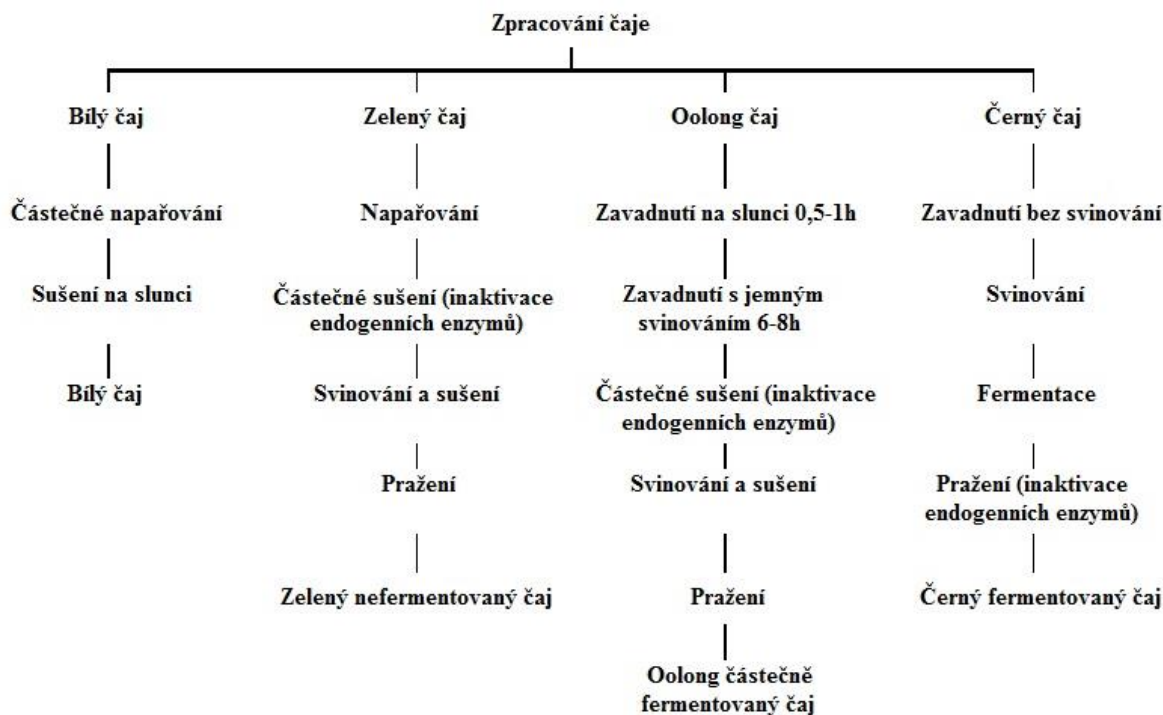 Zpracování čaje
Bílý čaj
Zelený čaj
Oolong čaj
Černý čaj
Částečné napařování
Napařování
Zavadnutí na slunci 0,5-1h
Zavadnutí bez svinování
Sušení na slunci
Částečné sušení (inaktivace
endogenních enzymů)
Zavadnutí s jemným
svinováním 6-8h
Svinování
Bílý čaj
Svinování a sušení
Částečné sušení (inaktivace
endogenních enzymů)
Fermentace
Pražení
Svinování a sušení
Pražení (inaktivace
endogenních enzymů)
Zelený nefermentovaný čaj
Pražení
Černý fermentovaný čaj
Oolong částečně
fermentovaný čaj